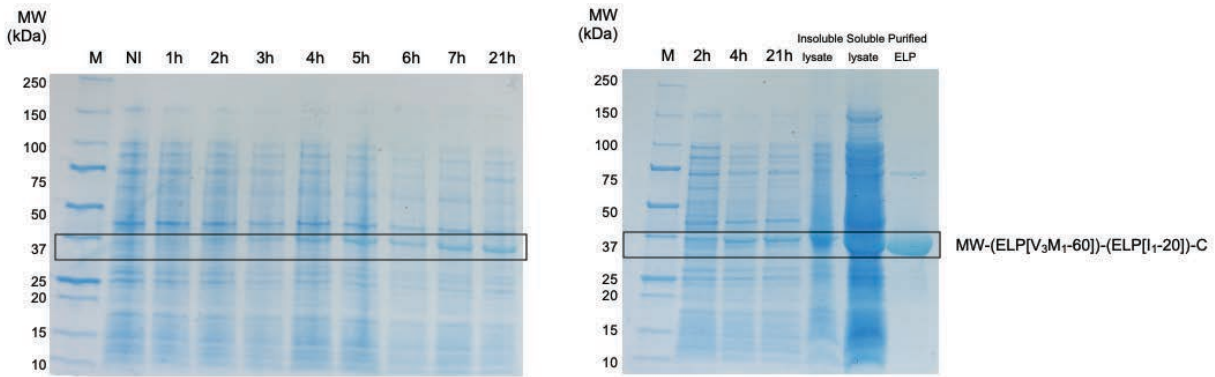 MW
(kDa)
M NI 1h 2h 3h 4h 5h 6h 7h 21h
250
150
100
75
50
37
25
20
15
10
MW
(kDa)
Insoluble Soluble Purified
M 2h 4h 21h lysate lysate ELP
250
150
100
75
50
37
25
20
15
10
MW-(ELP[V₃M₁-60])-(ELP[I₁-20])-C